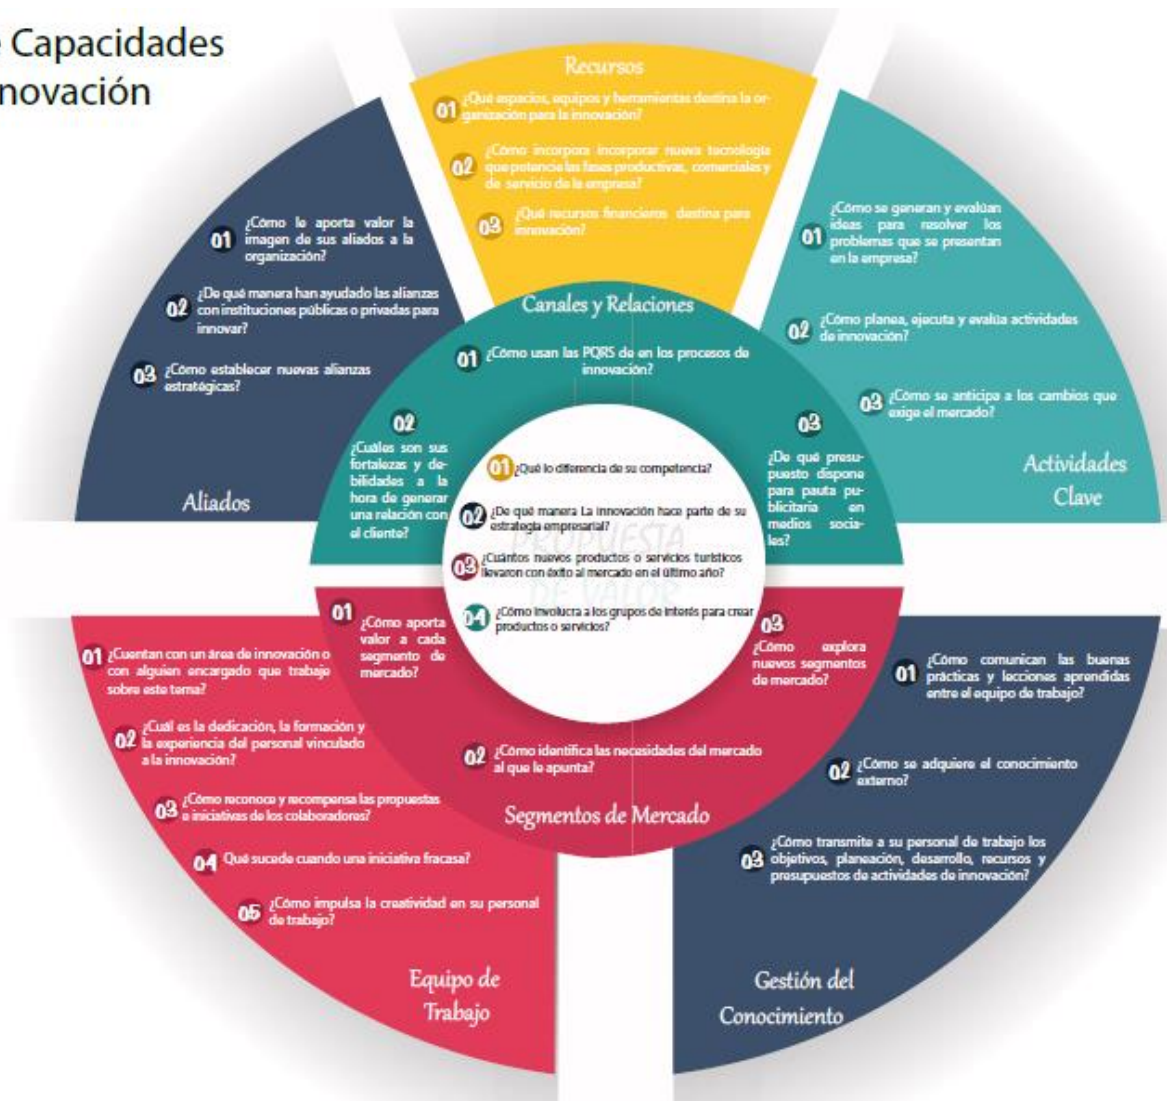 e Capacidades
novación
Recursos
01 ¿Qué espacios, equipos y herramientas destina la or-
ganización para la innovación?
02 ¿Cómo incorpora incorporar nueva tecnología
que potencie las fases productivas, comerciales y
de servicio de la empresa?
03 ¿Qué recursos financieros destina para
innovación?
01 ¿Cómo le aporta valor la
imagen de sus aliados a la
organización?
02 ¿De qué manera han ayudado las alianzas
con instituciones públicas o privadas para
innovar?
03 ¿Cómo establecer nuevas alianzas
estratégicas?
Aliados
01 ¿Cómo se generan y evalúan
ideas para resolver los
problemas que se presentan
en la empresa?
02 ¿Cómo planea, ejecuta y evalúa actividades
de innovación?
03 ¿Cómo se anticipa a los cambios que
exige el mercado?
Actividades
Clave
Canales y Relaciones
01 ¿Cómo usan las PQRS de en los procesos de
innovación?
02
¿Cuáles son sus
fortalezas y de-
bilidades a la
hora de generar
una relación con
el cliente?
03
¿De qué presu-
puesto dispone
para pauta pu-
blicitaria en
medios socia-
les?
PROPUESTA
DE VALOR
01 ¿Qué lo diferencia de su competencia?
02 ¿De qué manera La innovación hace parte de su
estrategia empresarial?
03 ¿Cuántos nuevos productos o servicios turísticos
llevaron con éxito al mercado en el último año?
04 ¿Cómo involucra a los grupos de interés para crear
productos o servicios?
01 ¿Cómo aporta
valor a cada
segmento de
mercado?
02 ¿Cómo identifica las necesidades del mercado
al que le apunta?
03
¿Cómo explora
nuevos segmentos
de mercado?
Segmentos de Mercado
01 ¿Cuentan con un área de innovación o
con alguien encargado que trabaje
sobre este tema?
02 ¿Cuál es la dedicación, la formación y
la experiencia del personal vinculado
a la innovación?
03 ¿Cómo reconoce y recompensa las propuestas
e iniciativas de los colaboradores?
04 Qué sucede cuando una iniciativa fracasa?
05 ¿Cómo impulsa la creatividad en su personal
de trabajo?
Equipo de
Trabajo
01 ¿Cómo comunican las buenas
prácticas y lecciones aprendidas
entre el equipo de trabajo?
02 ¿Cómo se adquiere el conocimiento
externo?
03 ¿Cómo transmite a su personal de trabajo los
objetivos, planeación, desarrollo, recursos y
presupuestos de actividades de innovación?
Gestión del
Conocimiento